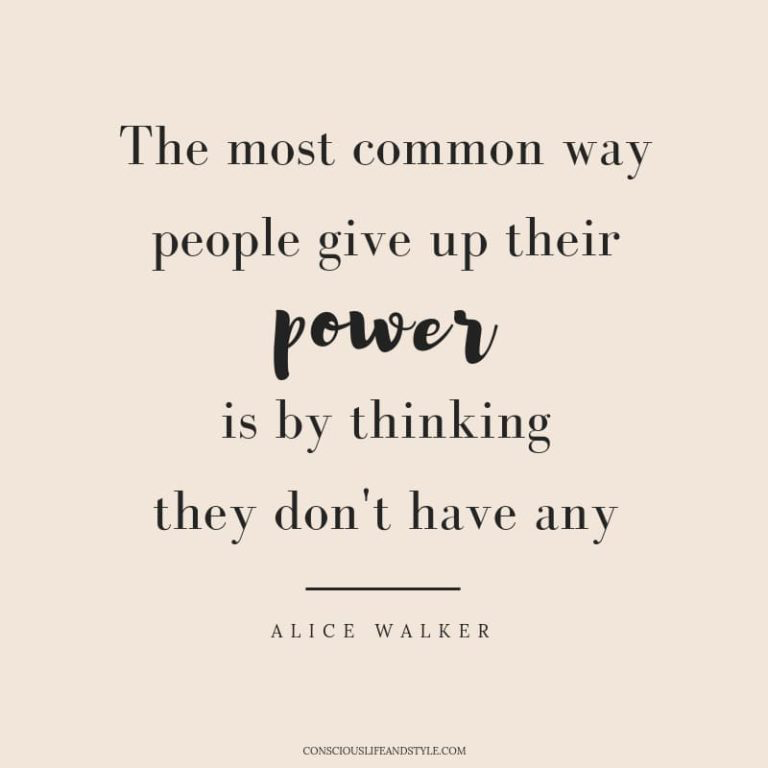 The most common way
people give up their
power
is by thinking
they don't have any
ALICE WALKER
CONSCIOUSLIFEANDSTYLE.COM